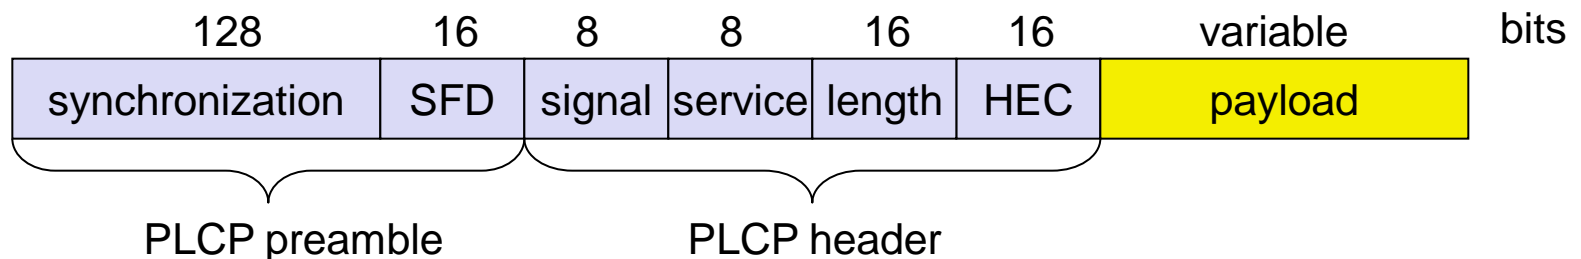 128 16 8 8 16 16 variable bits
synchronization SFD signal service length HEC payload
PLCP preamble PLCP header